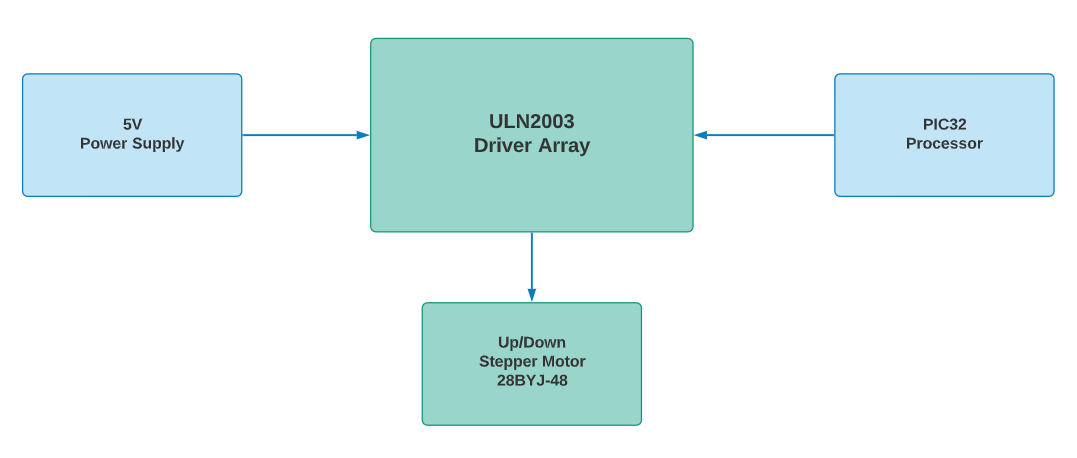 5V
Power Supply
ULN2003
Driver Array
PIC32
Processor
Up/Down
Stepper Motor
28BYJ-48